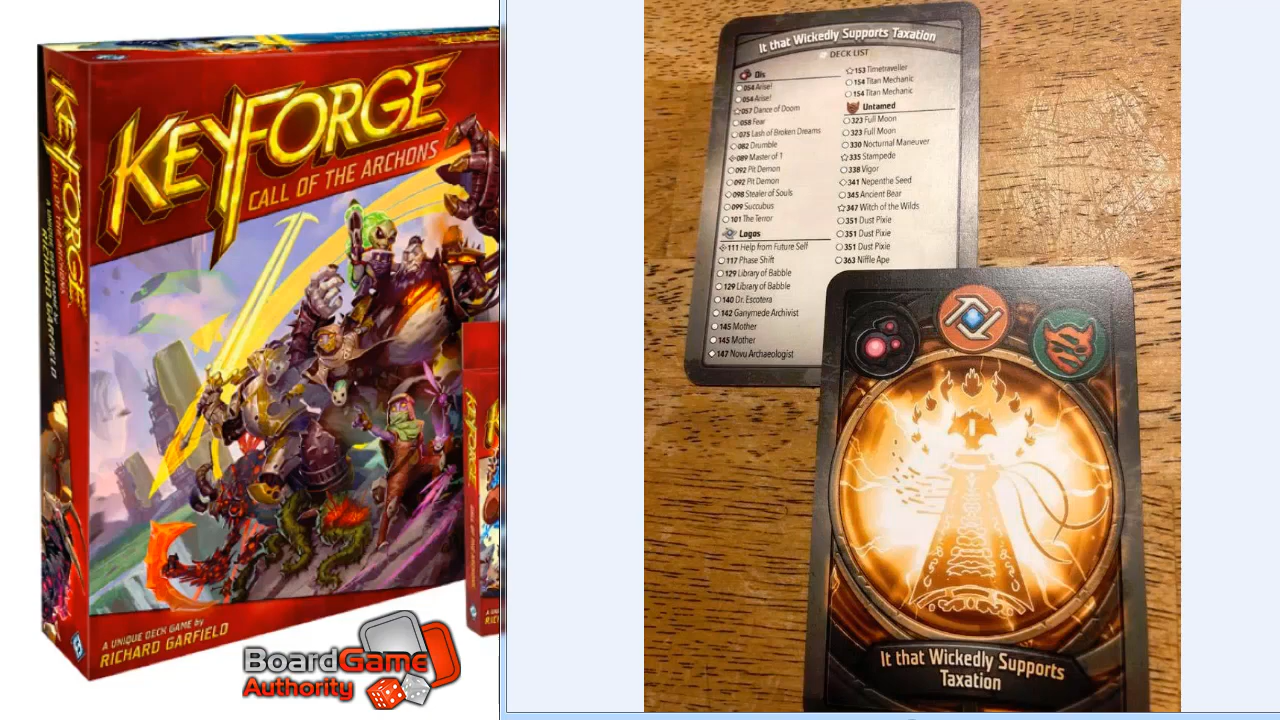 KEYFORGE
CALL OF THE ARCHONS
KEYFORGE
A UNIQUE DECK GAME BY
RICHARD GARFIELD
BoardGame
Authority
It that Wickedly Supports Taxation
DECK LIST
Dis
054 Arise!
054 Arise!
057 Dance of Doom
058 Fear
075 Lash of Broken Dreams
082 Drumble
089 Master of 1
092 Pit Demon
092 Pit Demon
098 Stealer of Souls
099 Succubus
101 The Terror
Logos
111 Help from Future Self
117 Phase Shift
129 Library of Babble
129 Library of Babble
140 Dr. Escotera
142 Ganymede Archivist
145 Mother
145 Mother
147 Novu Archaeologist
153 Timetraveller
154 Titan Mechanic
154 Titan Mechanic
Untamed
323 Full Moon
323 Full Moon
330 Nocturnal Maneuver
335 Stampede
338 Vigor
341 Nepenthe Seed
345 Ancient Bear
347 Witch of the Wilds
351 Dust Pixie
351 Dust Pixie
351 Dust Pixie
363 Niffle Ape
It that Wickedly Supports
Taxation